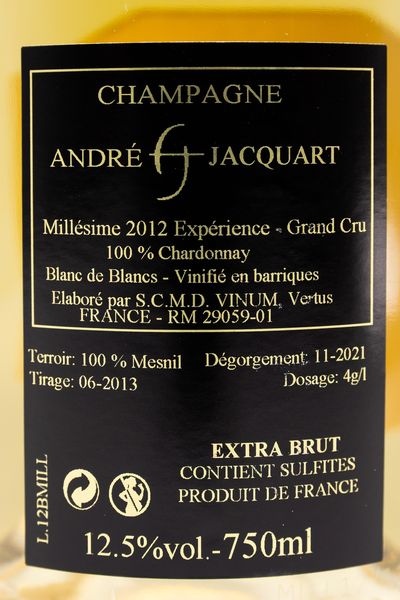 CHAMPAGNE
ANDRÉ JACQUART
Millésime 2012 Expérience - Grand Cru
100 % Chardonnay
Blanc de Blancs - Vinifié en barriques
Elaboré par S.C.M.D. VINUM, Vertus
FRANCE - RM 29059-01
Terroir: 100 % Mesnil
Tirage: 06-2013
Dégorgement: 11-2021
Dosage: 4g/l
L.12BMILL
EXTRA BRUT
CONTIENT SULFITES
PRODUIT DE FRANCE
12.5%vol.-750ml